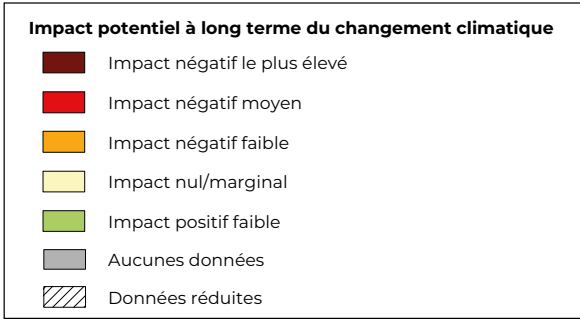 Impact potentiel à long terme du changement climatique
Impact négatif le plus élevé
Impact négatif moyen
Impact négatif faible
Impact nul/marginal
Impact positif faible
Aucunes données
Données réduites